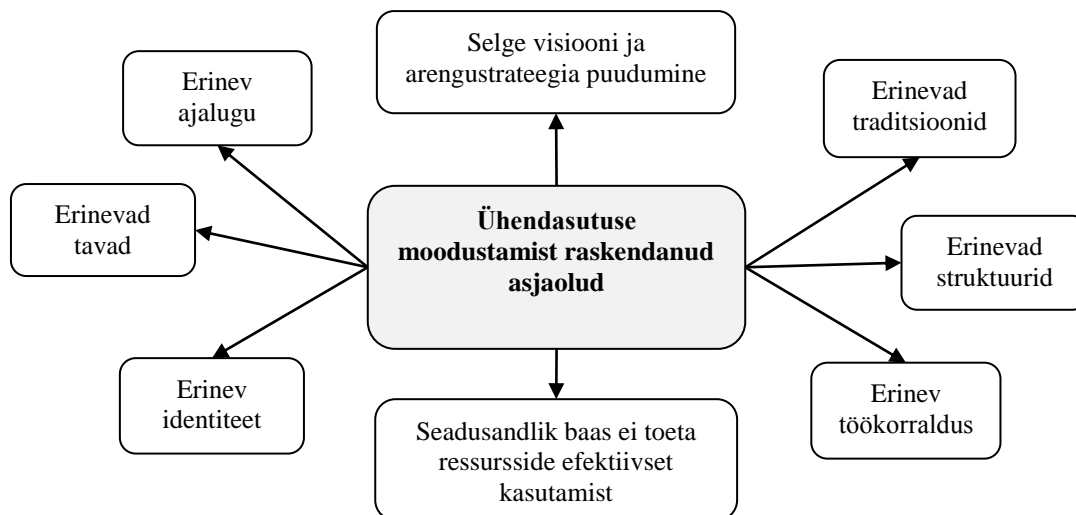 Selge visiooni ja
arengustrateegia puudumine
Erinev
ajalugu
Erinevad
traditsioonid
Erinevad
tavad
Ühendasutuse
moodustamist raskendanud
asjaolud
Erinevad
struktuurid
Erinev
identiteet
Erinev
töökorraldus
Seadusandlik baas ei toeta
ressursside efektiivset
kasutamist